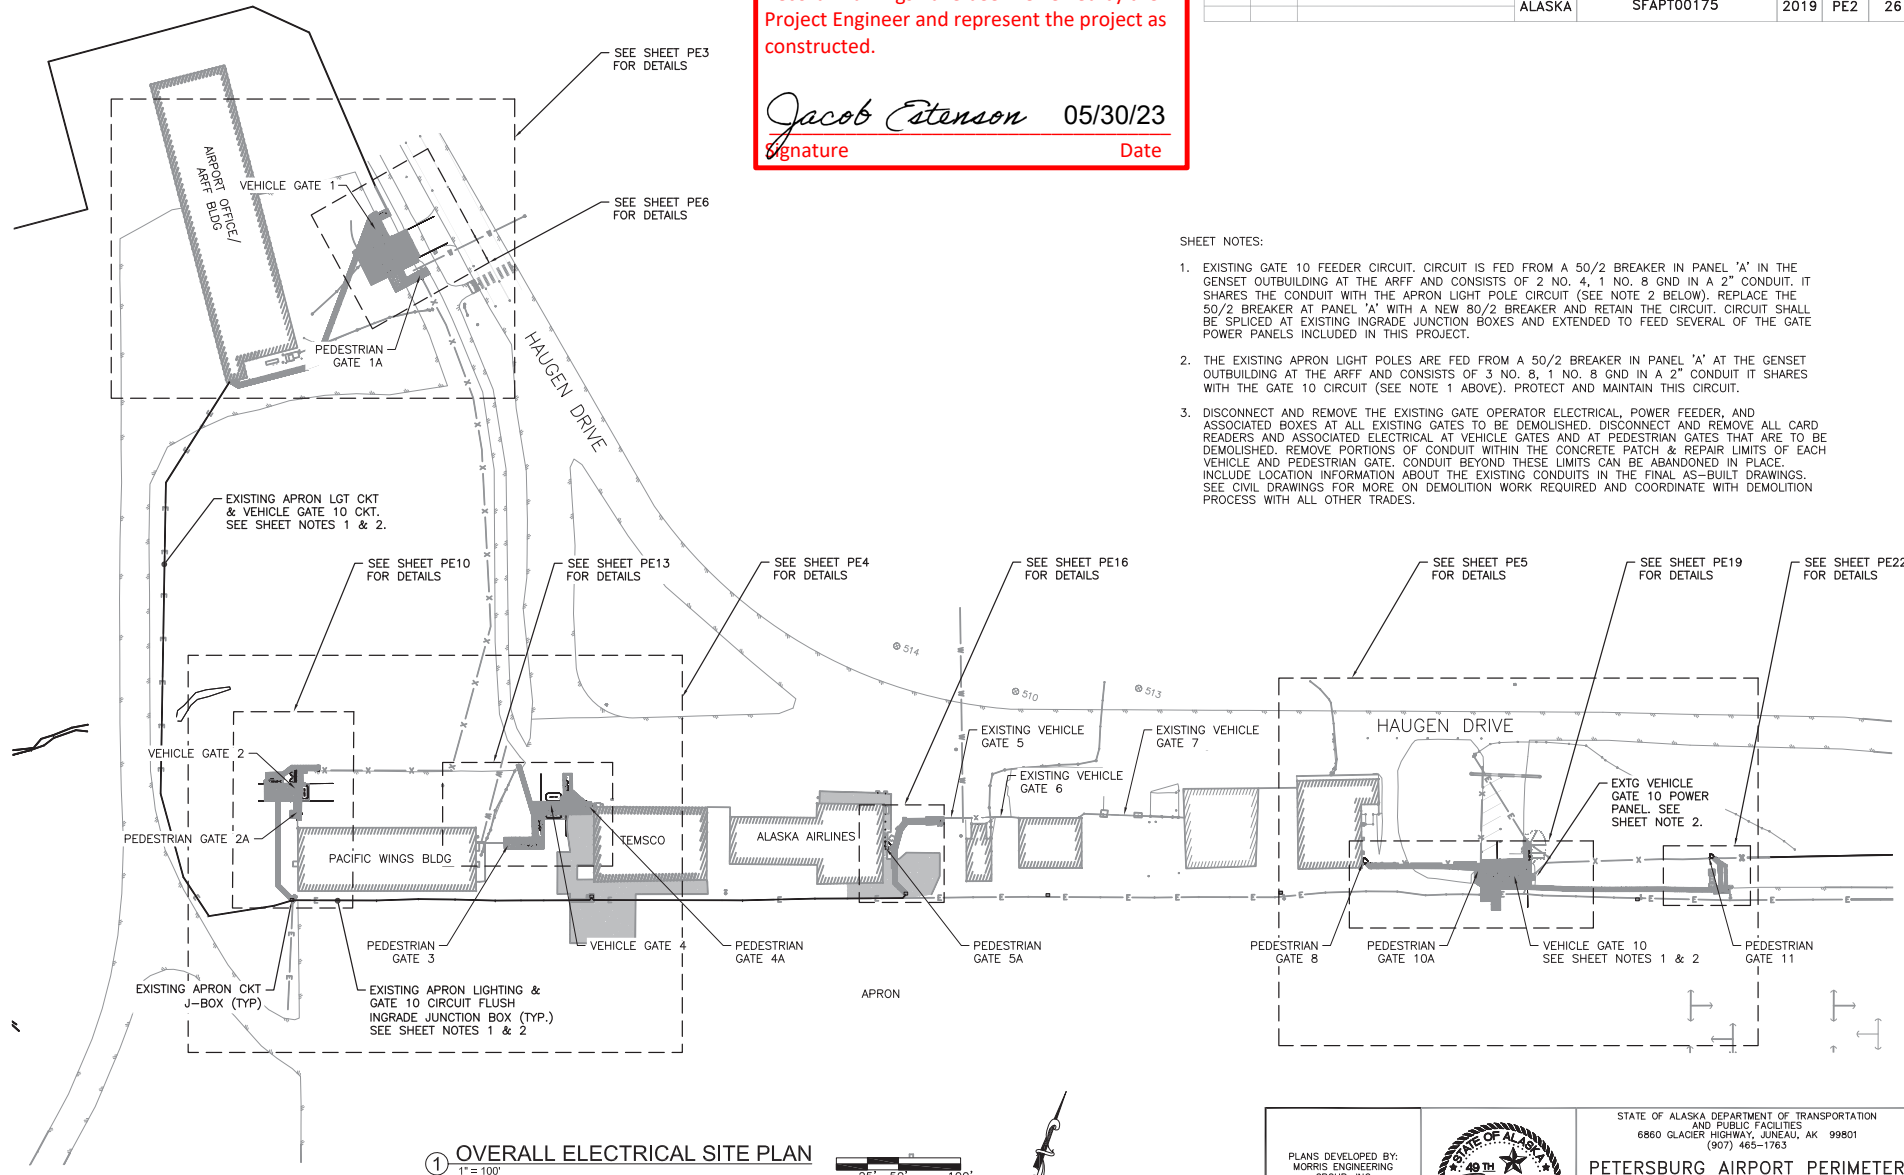 Project Engineer and represent the project as
constructed.
Jacob Estenson 05/30/23
Signature Date
ALASKA SFAPT00175 2019 PE2 26
SEE SHEET PE3
FOR DETAILS
AIRPORT OFFICE/
ARFF BLDG
VEHICLE GATE 1
SEE SHEET PE6
FOR DETAILS
PEDESTRIAN
GATE 1A
HAUGEN DRIVE
SHEET NOTES:
1. EXISTING GATE 10 FEEDER CIRCUIT. CIRCUIT IS FED FROM A 50/2 BREAKER IN PANEL 'A' IN THE
GENSET OUTBUILDING AT THE ARFF AND CONSISTS OF 2 NO. 4, 1 NO. 8 GND IN A 2" CONDUIT. IT
SHARES THE CONDUIT WITH THE APRON LIGHT POLE CIRCUIT (SEE NOTE 2 BELOW). REPLACE THE
50/2 BREAKER AT PANEL 'A' WITH A NEW 80/2 BREAKER AND RETAIN THE CIRCUIT. CIRCUIT SHALL
BE SPLICED AT EXISTING INGRADE JUNCTION BOXES AND EXTENDED TO FEED SEVERAL OF THE GATE
POWER PANELS INCLUDED IN THIS PROJECT.
2. THE EXISTING APRON LIGHT POLES ARE FED FROM A 50/2 BREAKER IN PANEL 'A' AT THE GENSET
OUTBUILDING AT THE ARFF AND CONSISTS OF 3 NO. 8, 1 NO. 8 GND IN A 2" CONDUIT IT SHARES
WITH THE GATE 10 CIRCUIT (SEE NOTE 1 ABOVE). PROTECT AND MAINTAIN THIS CIRCUIT.
3. DISCONNECT AND REMOVE THE EXISTING GATE OPERATOR ELECTRICAL, POWER FEEDER, AND
ASSOCIATED BOXES AT ALL EXISTING GATES TO BE DEMOLISHED. DISCONNECT AND REMOVE ALL CARD
READERS AND ASSOCIATED ELECTRICAL AT VEHICLE GATES AND AT PEDESTRIAN GATES THAT ARE TO BE
DEMOLISHED. REMOVE PORTIONS OF CONDUIT WITHIN THE CONCRETE PATCH & REPAIR LIMITS OF EACH
VEHICLE AND PEDESTRIAN GATE. CONDUIT BEYOND THESE LIMITS CAN BE ABANDONED IN PLACE.
INCLUDE LOCATION INFORMATION ABOUT THE EXISTING CONDUITS IN THE FINAL AS-BUILT DRAWINGS.
SEE CIVIL DRAWINGS FOR MORE ON DEMOLITION WORK REQUIRED AND COORDINATE WITH DEMOLITION
PROCESS WITH ALL OTHER TRADES.
EXISTING APRON LGT CKT
& VEHICLE GATE 10 CKT.
SEE SHEET NOTES 1 & 2.
SEE SHEET PE10
FOR DETAILS
SEE SHEET PE13
FOR DETAILS
SEE SHEET PE4
FOR DETAILS
SEE SHEET PE16
FOR DETAILS
SEE SHEET PE5
FOR DETAILS
SEE SHEET PE19
FOR DETAILS
SEE SHEET PE22
FOR DETAILS
514
510
513
VEHICLE GATE 2
PEDESTRIAN GATE 2A
PACIFIC WINGS BLDG
TEMSCO
ALASKA AIRLINES
EXISTING VEHICLE
GATE 5
EXISTING VEHICLE
GATE 6
EXISTING VEHICLE
GATE 7
HAUGEN DRIVE
EXTG VEHICLE
GATE 10 POWER
PANEL. SEE
SHEET NOTE 2.
PEDESTRIAN
GATE 3
VEHICLE GATE 4
PEDESTRIAN
GATE 4A
PEDESTRIAN
GATE 5A
PEDESTRIAN
GATE 8
PEDESTRIAN
GATE 10A
VEHICLE GATE 10
SEE SHEET NOTES 1 & 2
PEDESTRIAN
GATE 11
EXISTING APRON CKT
J-BOX (TYP)
EXISTING APRON LIGHTING &
GATE 10 CIRCUIT FLUSH
INGRADE JUNCTION BOX (TYP.)
SEE SHEET NOTES 1 & 2
APRON
1 OVERALL ELECTRICAL SITE PLAN
1" = 100'
PLANS DEVELOPED BY:
MORRIS ENGINEERING
STATE OF ALASKA
49 TH
STATE OF ALASKA DEPARTMENT OF TRANSPORTATION
AND PUBLIC FACILITIES
6860 GLACIER HIGHWAY, JUNEAU, AK 99801
(907) 465-1763
PETERSBURG AIRPORT PERIMETER